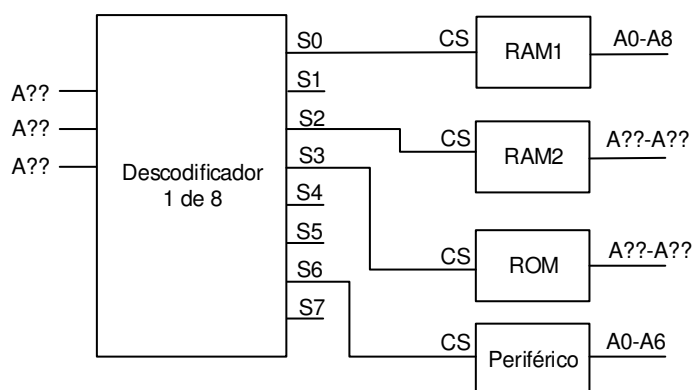 S0
CS
RAM1
A0-A8
A??
S1
A??
S2
CS
RAM2
A??-A??
A??
S3
Descodificador
1 de 8
S4
S5
CS
ROM
A??-A??
S6
S7
CS
Periférico
A0-A6